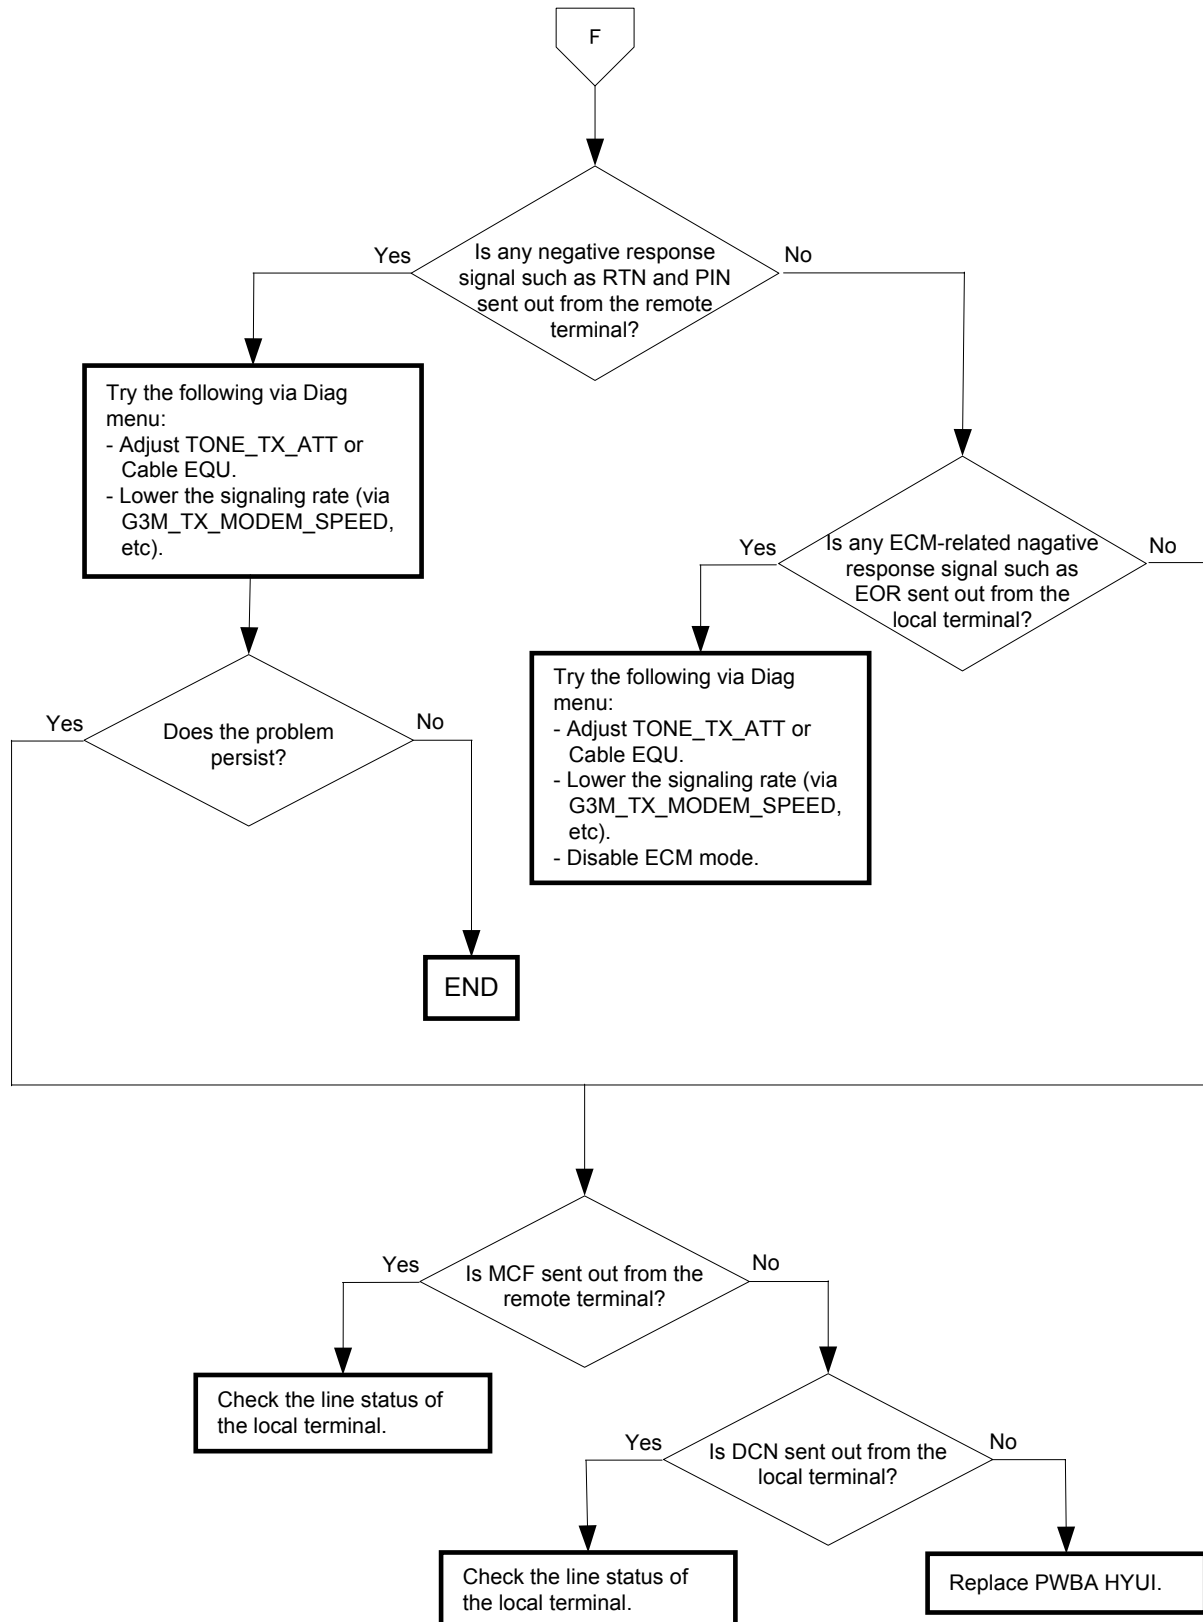 F
Yes
Is any negative response
signal such as RTN and PIN
sent out from the remote
terminal?
No
Try the following via Diag
menu:
- Adjust TONE_TX_ATT or
Cable EQU.
- Lower the signaling rate (via
G3M_TX_MODEM_SPEED,
etc).
Yes
Is any ECM-related nagative
response signal such as
EOR sent out from the
local terminal?
No
Try the following via Diag
menu:
- Adjust TONE_TX_ATT or
Cable EQU.
- Lower the signaling rate (via
G3M_TX_MODEM_SPEED,
etc).
- Disable ECM mode.
Yes
Does the problem
persist?
No
END
Yes
Is MCF sent out from the
remote terminal?
No
Check the line status of
the local terminal.
Yes
Is DCN sent out from the
local terminal?
No
Check the line status of
the local terminal.
Replace PWBA HYUI.